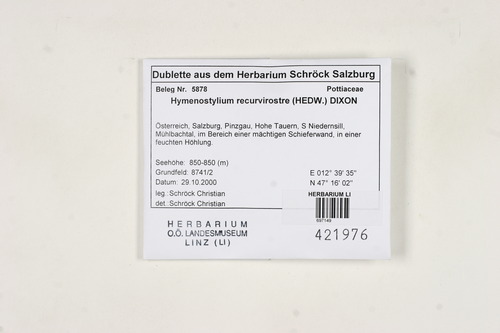 Dublette aus dem Herbarium Schröck Salzburg
Beleg Nr. 5878 Pottiaceae
Hymenostylium recurvirostre (HEDW.) DIXON
Österreich, Salzburg, Pinzgau, Hohe Tauern, S Niedernsill,
Mühlbachtal, im Bereich einer mächtigen Schieferwand, in einer
feuchten Höhlung.
Seehöhe: 850-850 (m)
Grundfeld: 8741/2 E 012° 39' 35"
Datum: 29.10.2000 N 47° 16' 02"
leg. Schröck Christian
det. Schröck Christian
HERBARIUM LI
HERBARIUM
O.Ö. LANDESMUSEUM
LINZ (LI)
421976